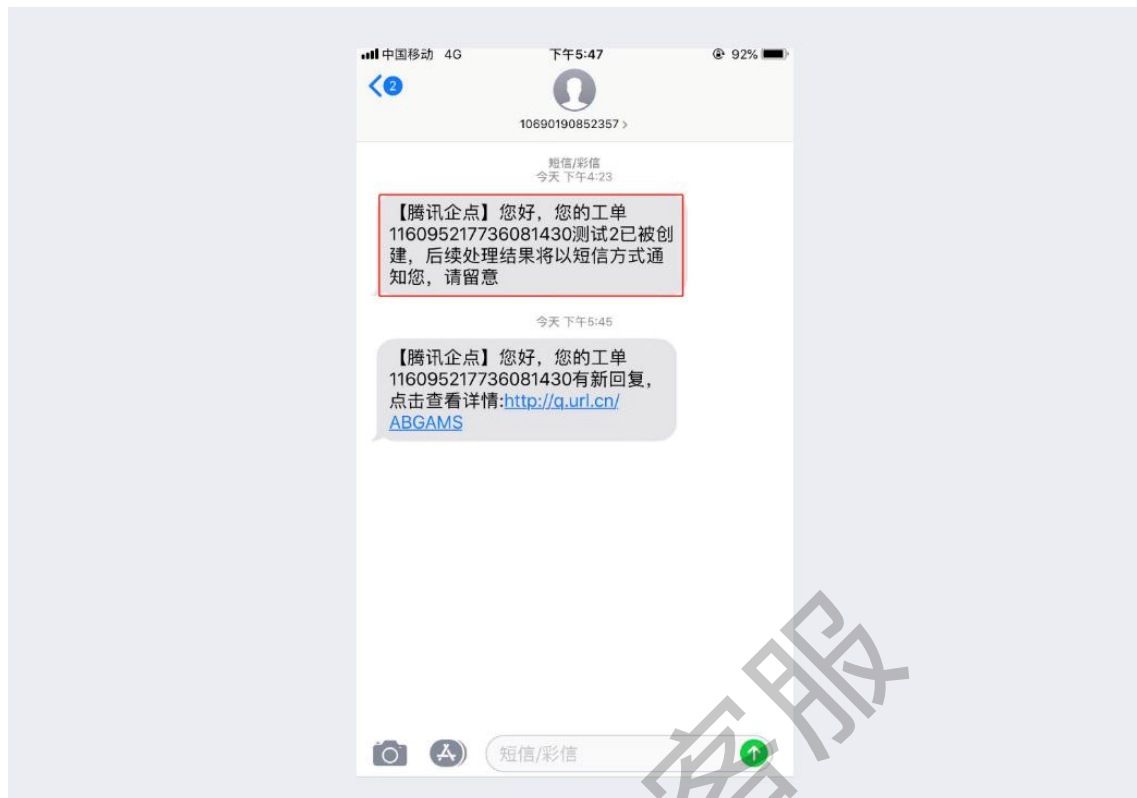 中国移动 4G 下午5:47 92%
2
10690190852357 >
短信/彩信
今天 下午4:23
【腾讯企点】您好，您的工单
116095217736081430测试2已被创
建，后续处理结果将以短信方式通
知您，请留意
今天 下午5:45
【腾讯企点】您好，您的工单
116095217736081430有新回复，
点击查看详情:http://q.url.cn/
ABGAMS
短信/彩信
客服